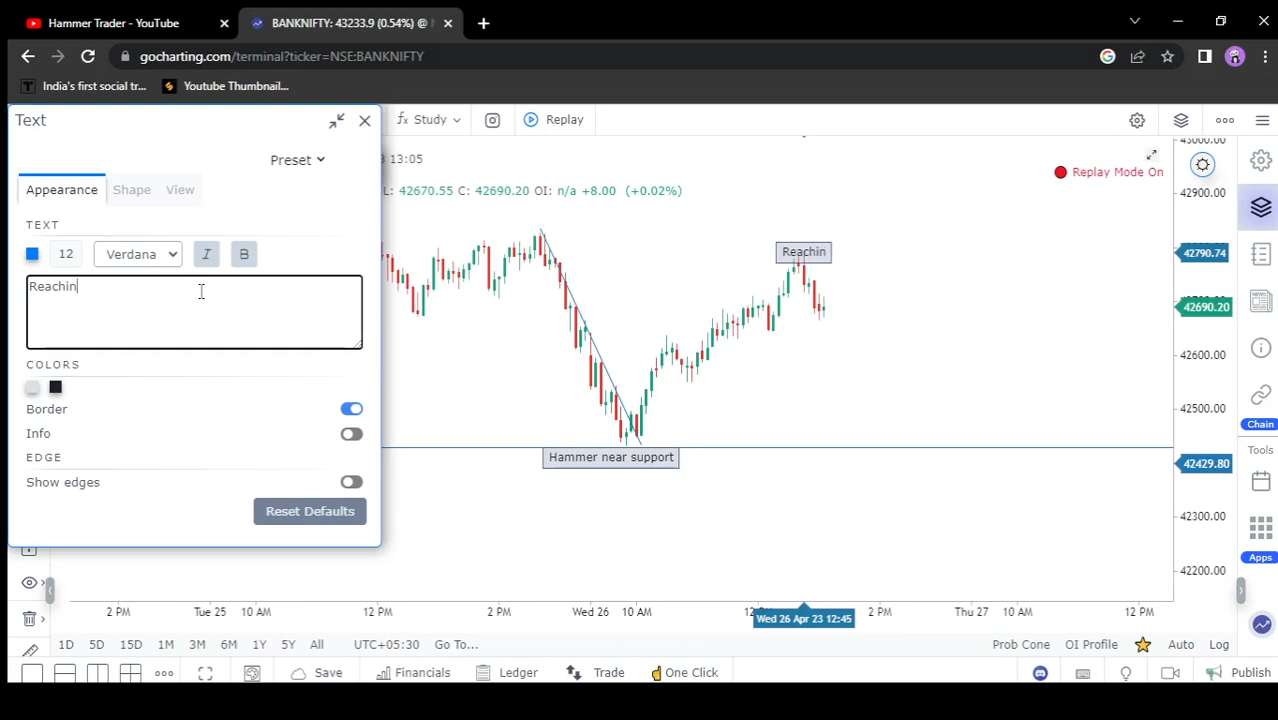 Hammer Trader - YouTube
BANKNIFTY: 43233.9 (0.54%) @
gocharting.com/terminal?ticker=NSE:BANKNIFTY
India's first social tr...
Youtube Thumbnail...
Text
Study
Replay
Preset
13:05
Appearance
Shape
View
L: 42670.55 C: 42690.20 OI: n/a +8.00 (+0.02%)
Replay Mode On
43000.00
42900.00
TEXT
12
Verdana
I
B
Reachin
42790.74
Reachin
42690.20
42600.00
COLORS
Border
42500.00
Chain
Info
Tools
EDGE
Hammer near support
42429.80
Show edges
Reset Defaults
42300.00
Apps
42200.00
2 PM
Tue 25
10 AM
12 PM
2 PM
Wed 26
10 AM
Wed 26 Apr 23 12:45
2 PM
Thu 27
10 AM
12 PM
1D
5D
15D
1M
3M
6M
1Y
5Y
All
UTC+05:30
Go To...
Prob Cone
OI Profile
Auto
Log
Save
Financials
Ledger
Trade
One Click
Publish
NEWS